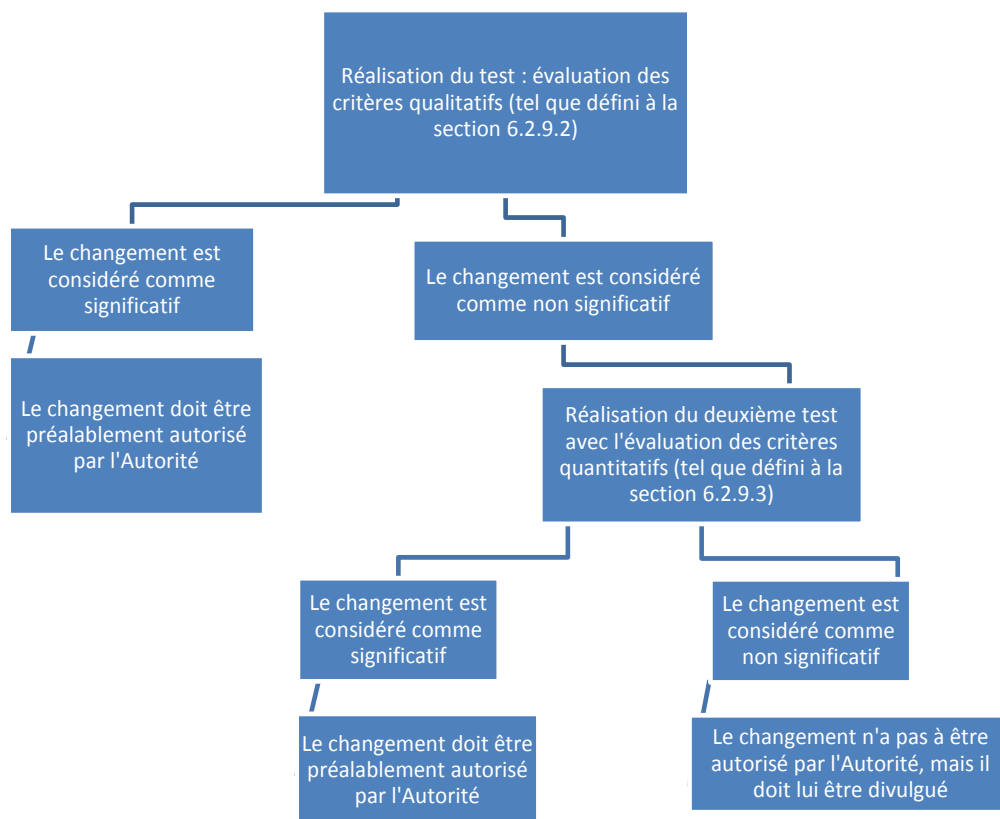 Réalisation du test : évaluation des
critères qualitatifs (tel que défini à la
section 6.2.9.2)
Le changement est
considéré comme
significatif
Le changement est considéré
comme non significatif
Le changement doit être
préalablement autorisé
par l'Autorité
Réalisation du deuxième test
avec l'évaluation des critères
quantitatifs (tel que défini à la
section 6.2.9.3)
Le changement est
considéré comme
significatif
Le changement est
considéré comme
non significatif
Le changement doit être
préalablement autorisé
par l'Autorité
Le changement n'a pas à être
autorisé par l'Autorité, mais il
doit lui être divulgué